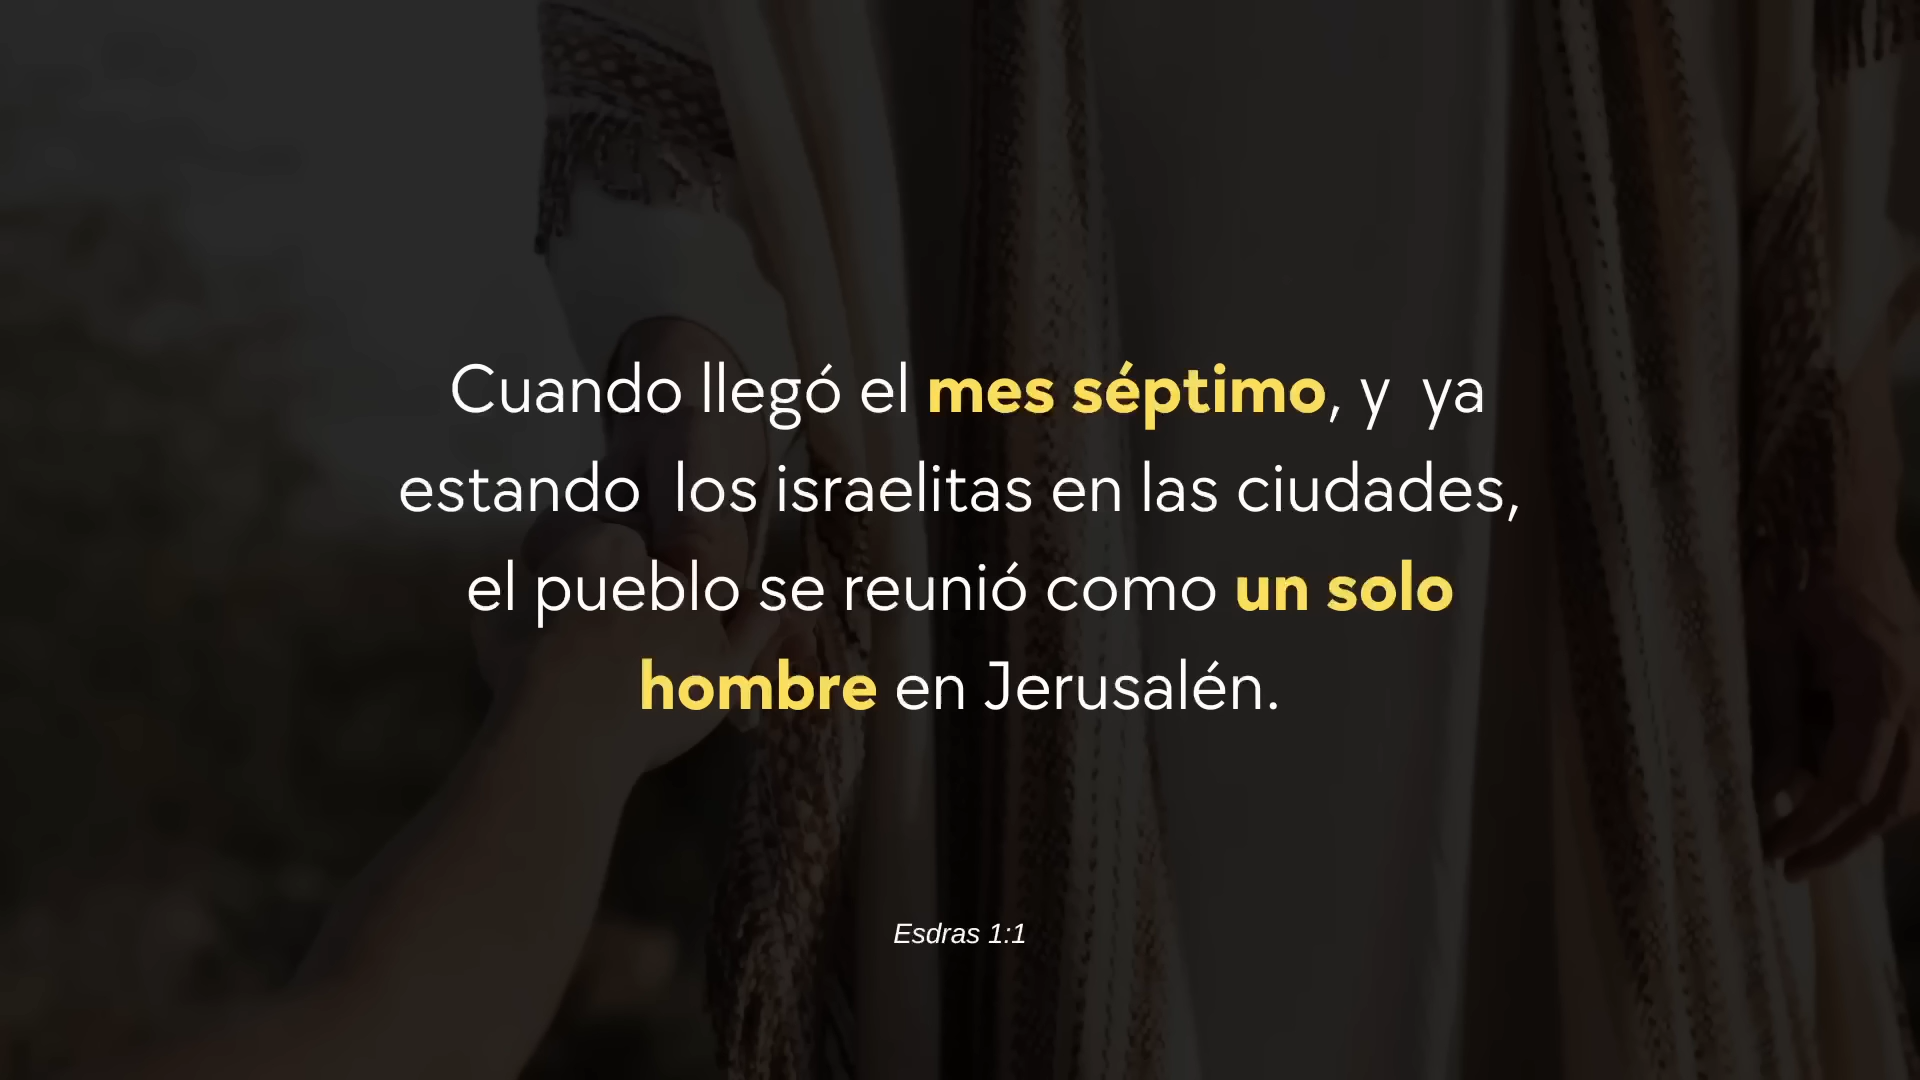 Cuando llegó el mes séptimo, y  ya
estando  los israelitas en las ciudades,
el pueblo se reunió como un solo
hombre en Jerusalén.
Esdras 1:1